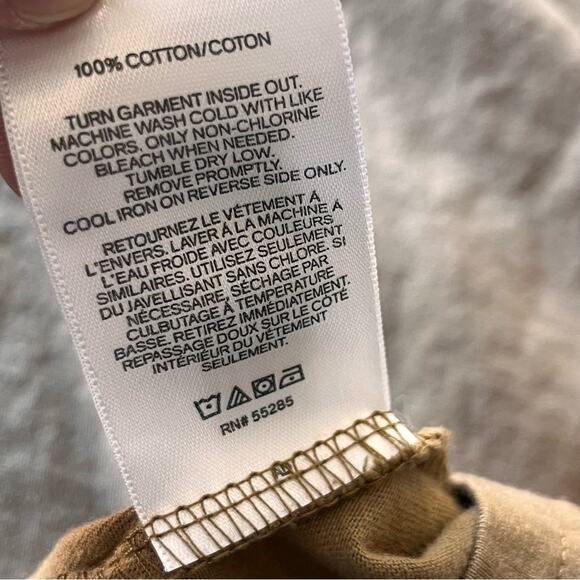 100% COTTON/COTON
TURN GARMENT INSIDE OUT.
MACHINE WASH COLD WITH LIKE
COLORS. ONLY NON-CHLORINE
BLEACH WHEN NEEDED.
TUMBLE DRY LOW.
REMOVE PROMPTLY.
COOL IRON ON REVERSE SIDE ONLY.
RETOURNEZ LE VÊTEMENT À
L'ENVERS. LAVER À LA MACHINE À
L'EAU FROIDE AVEC COULEURS
SIMILAIRES. UTILISEZ SEULEMENT
DU JAVELLISANT SANS CHLORE. SI
NÉCESSAIRE, SÉCHAGE PAR
CULBUTAGE À TEMPERATURE
BASSE. RETIREZ IMMÉDIATEMENT.
REPASSAGE DOUX SUR LE CÔTÉ
INTÉRIEUR DU VÊTEMENT
SEULEMENT.
RN# 55285